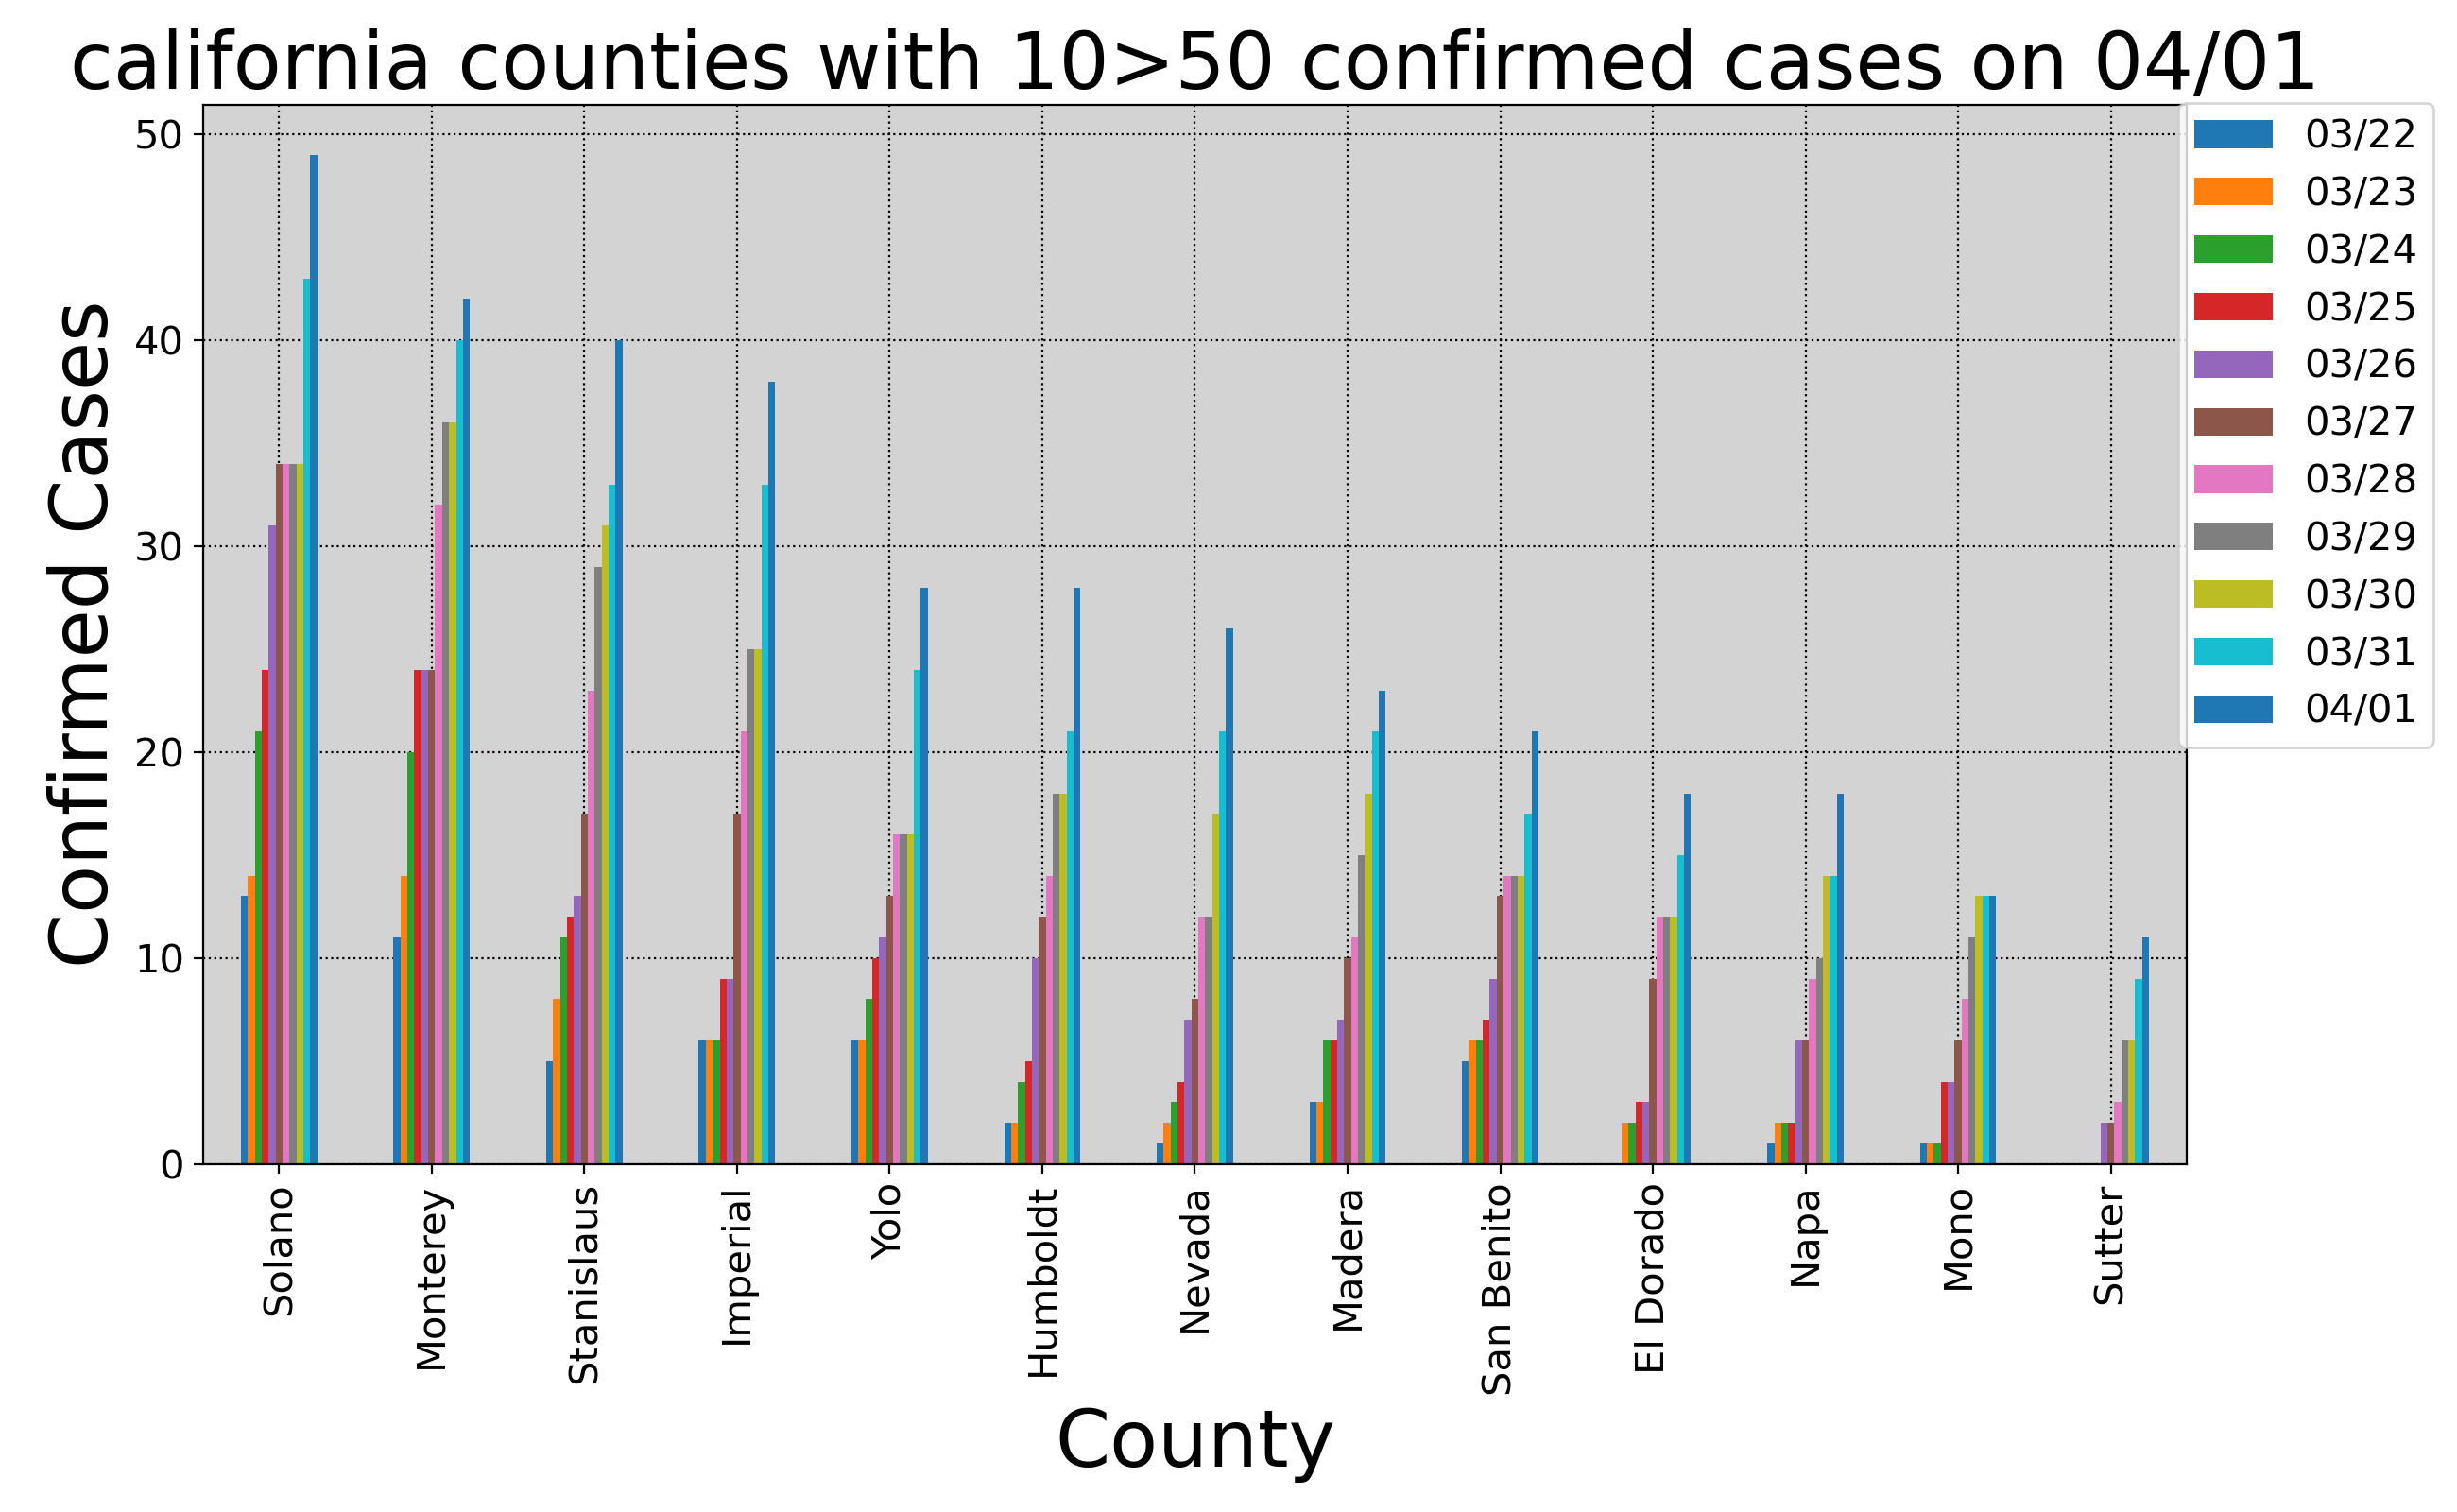 california counties with 10>50 confirmed cases on 04/01
Confirmed Cases
50
40
30
20
10
0
03/22
03/23
03/24
03/25
03/26
03/27
03/28
03/29
03/30
03/31
04/01
Solano
Monterey
Stanislaus
Imperial
Yolo
Humboldt
Nevada
Madera
San Benito
El Dorado
Napa
Mono
Sutter
County